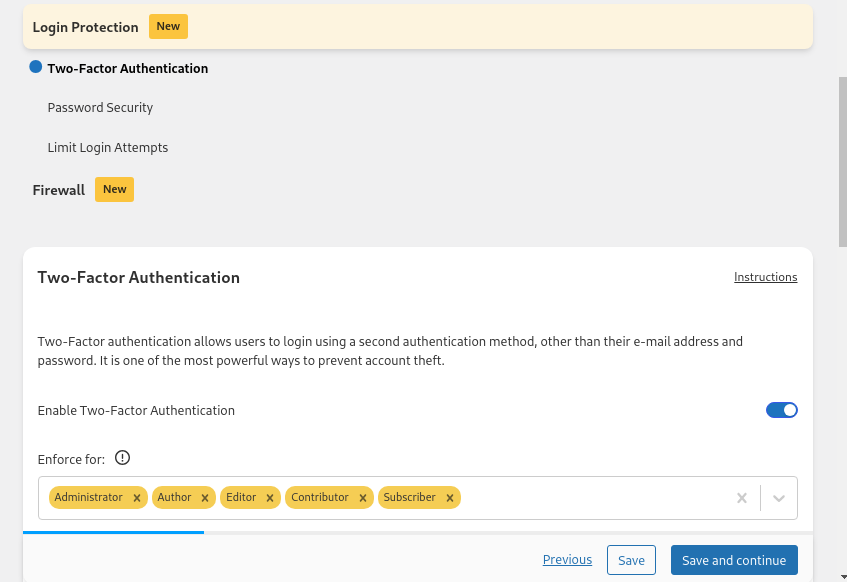 Login Protection New
Two-Factor Authentication
Password Security
Limit Login Attempts
Firewall New
Two-Factor Authentication Instructions
Two-Factor authentication allows users to login using a second authentication method, other than their e-mail address and
password. It is one of the most powerful ways to prevent account theft.
Enable Two-Factor Authentication
Enforce for:
Administrator Author Editor Contributor Subscriber
Previous Save Save and continue